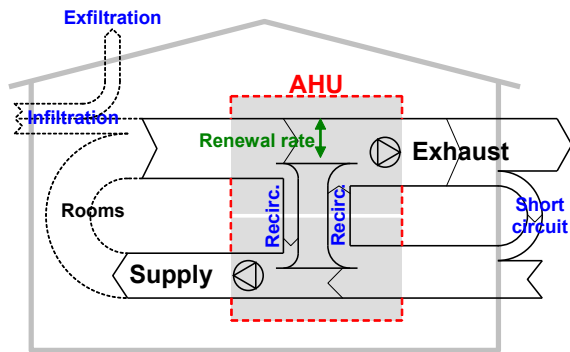 Exfiltration
AHU
Infiltration
Renewal rate
Exhaust
Rooms
Recirc.
Recirc.
Short
circuit
Supply